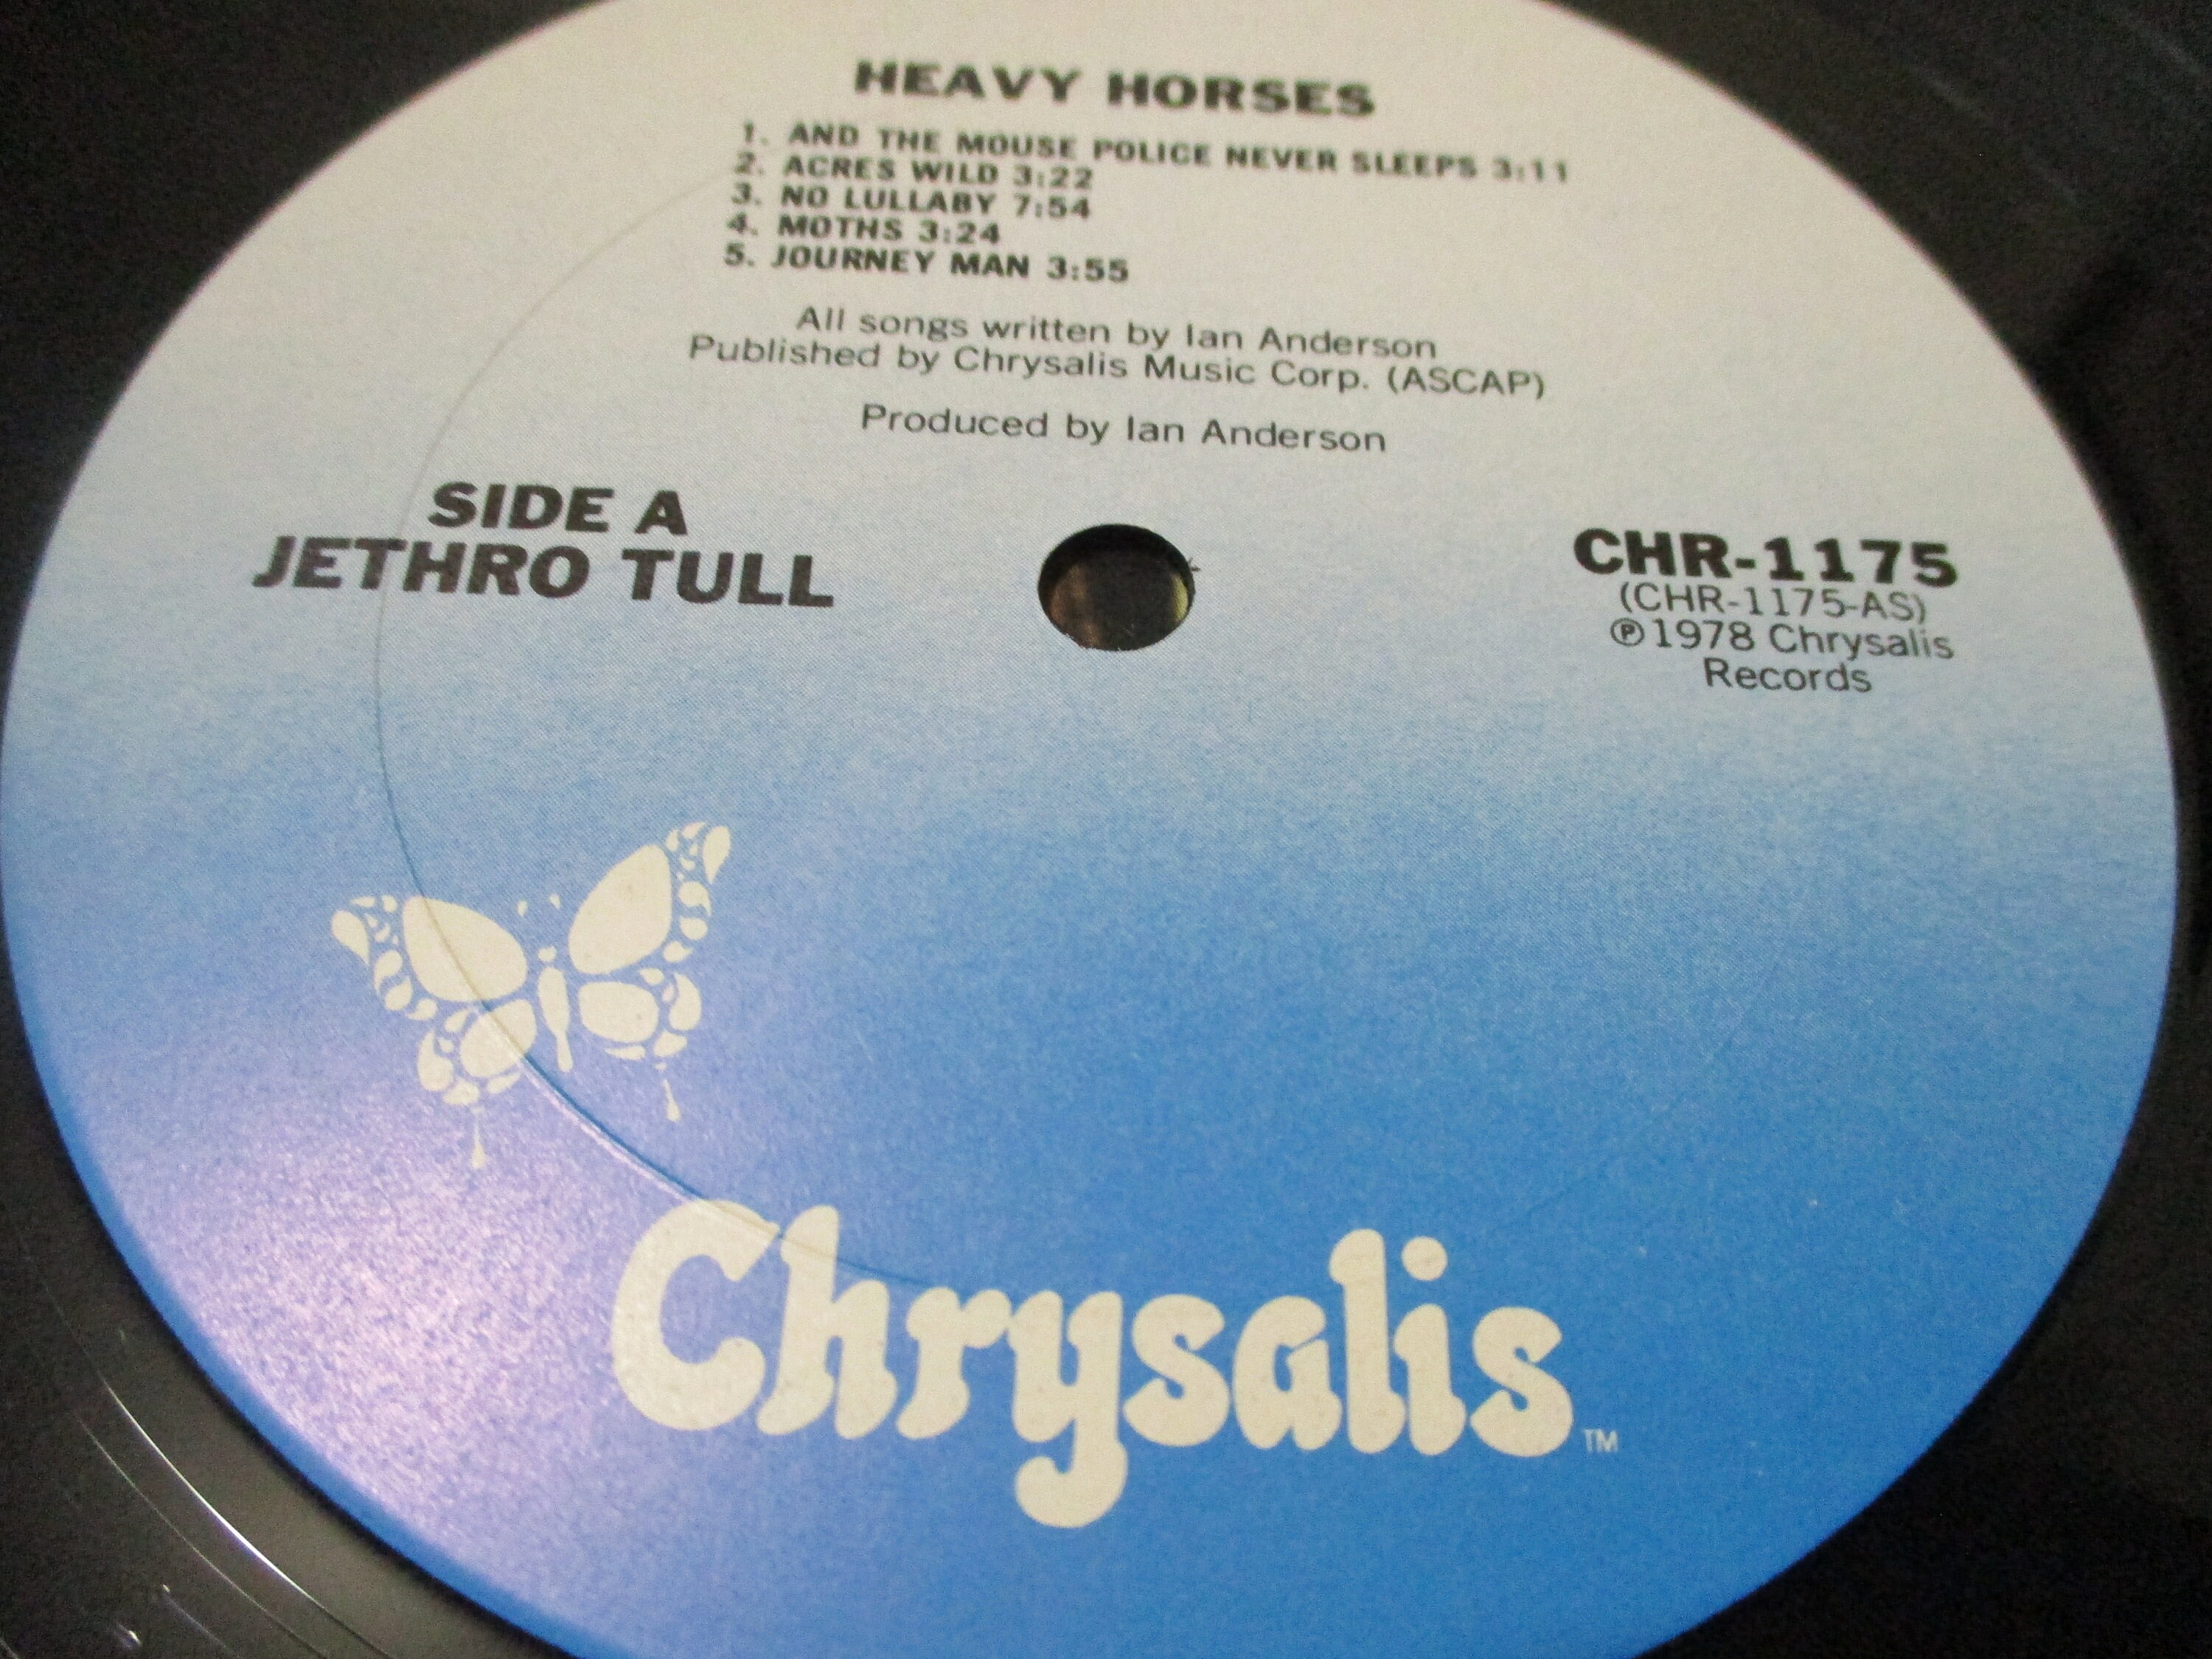 HEAVY HORSES
1. AND THE MOUSE POLICE NEVER SLEEPS 3:11
2. ACRES WILD 3:22
3. NO LULLABY 7:54
4. MOTHS 3:24
5. JOURNEY MAN 3:55
All songs written by Ian Anderson
Published by Chrysalis Music Corp. (ASCAP)
Produced by Ian Anderson
SIDE A
JETHRO TULL
CHR-1175
(CHR-1175-AS)
℗1978 Chrysalis
Records
Chrysalis™